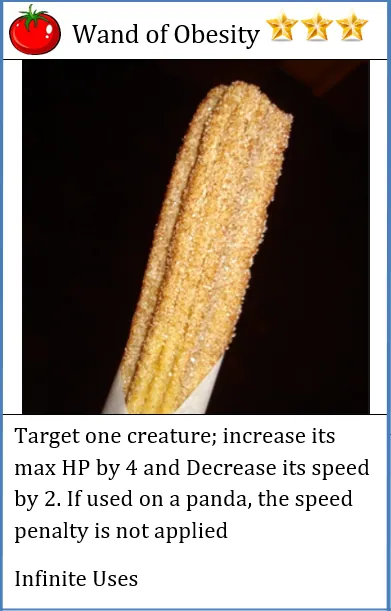 Wand of Obesity
Target one creature; increase its
max HP by 4 and Decrease its speed
by 2. If used on a panda, the speed
penalty is not applied
Infinite Uses